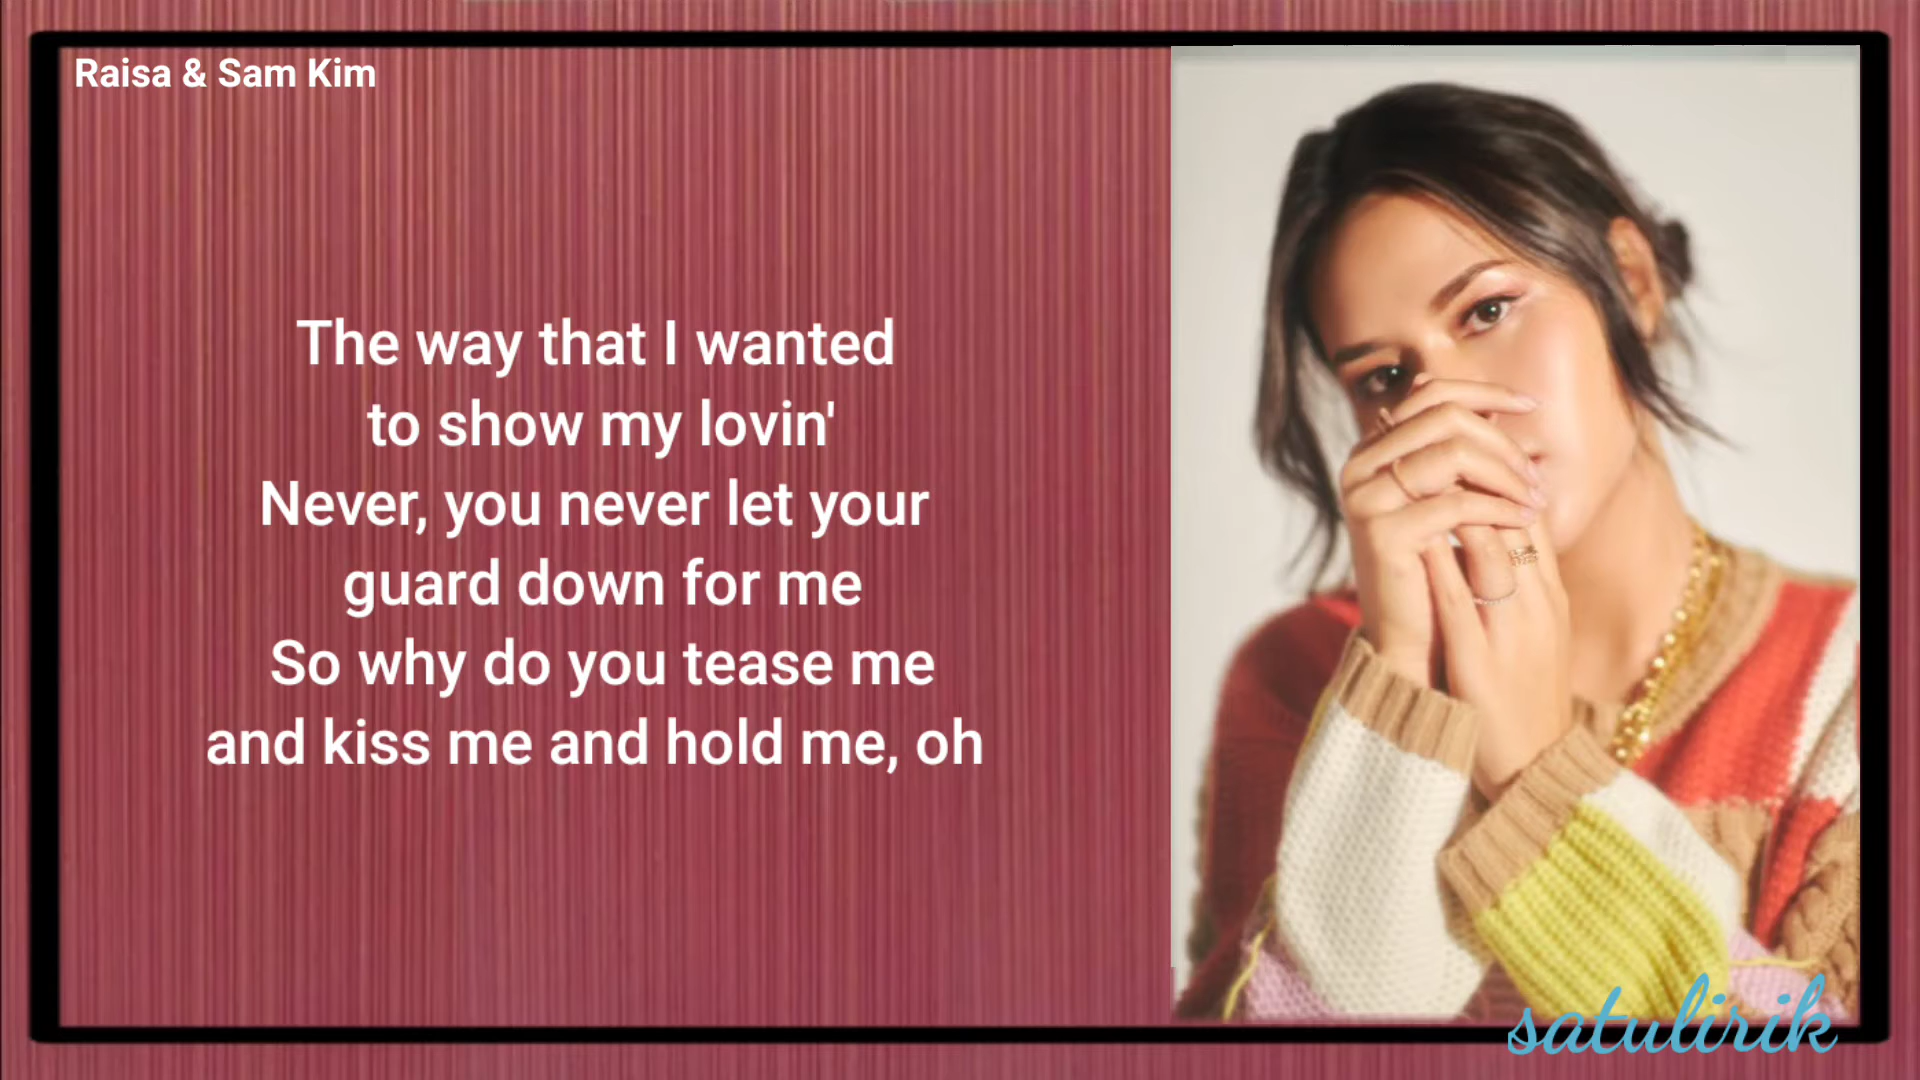 Raisa & Sam Kim
The way that I wanted
to show my lovin'
Never, you never let your
guard down for me
So why do you tease me
and kiss me and hold me, oh
satulirik